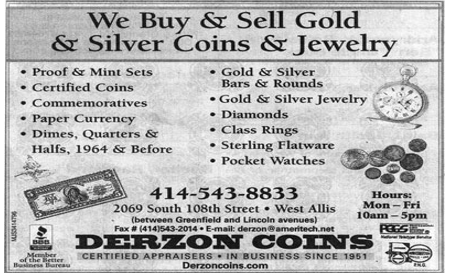 We Buy & Sell Gold
& Silver Coins & Jewelry
• Proof & Mint Sets
• Certified Coins
• Commemoratives
• Paper Currency
• Dimes, Quarters &
Halfs, 1964 & Before
• Gold & Silver
Bars & Rounds
• Gold & Silver Jewelry
• Diamonds
• Class Rings
• Sterling Flatware
• Pocket Watches
414-543-8833
2069 South 108th Street • West Allis
(between Greenfield and Lincoln avenues)
Fax # (414)543-2014 • E-mail: derzon@ameritech.net
Hours:
Mon – Fri
10am – 5pm
DERZON COINS
CERTIFIED APPRAISERS • IN BUSINESS SINCE 1951
Derzoncoins.com
BBB
Member
of the Better
Business Bureau
PCGS
P.N.G.